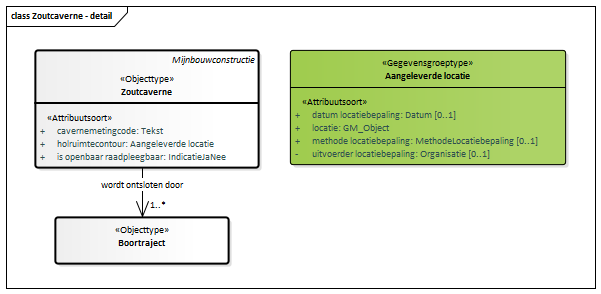 class Zoutcaverne - detail
Mijnbouwconstructie
«Objecttype»
Zoutcaverne
«Attribuutsoort»
+ cavernemetingcode: Tekst
+ holruimtecontour: Aangeleverde locatie
+ is openbaar raadpleegbaar: IndicatieJaNee
«Gegevensgroeptype»
Aangeleverde locatie
«Attribuutsoort»
+ datum locatiebepaling: Datum [0..1]
+ locatie: GM_Object
+ methode locatiebepaling: MethodeLocatiebepaling [0..1]
- uitvoerder locatiebepaling: Organisatie [0..1]
wordt ontsloten door
1..*
«Objecttype»
Boortraject